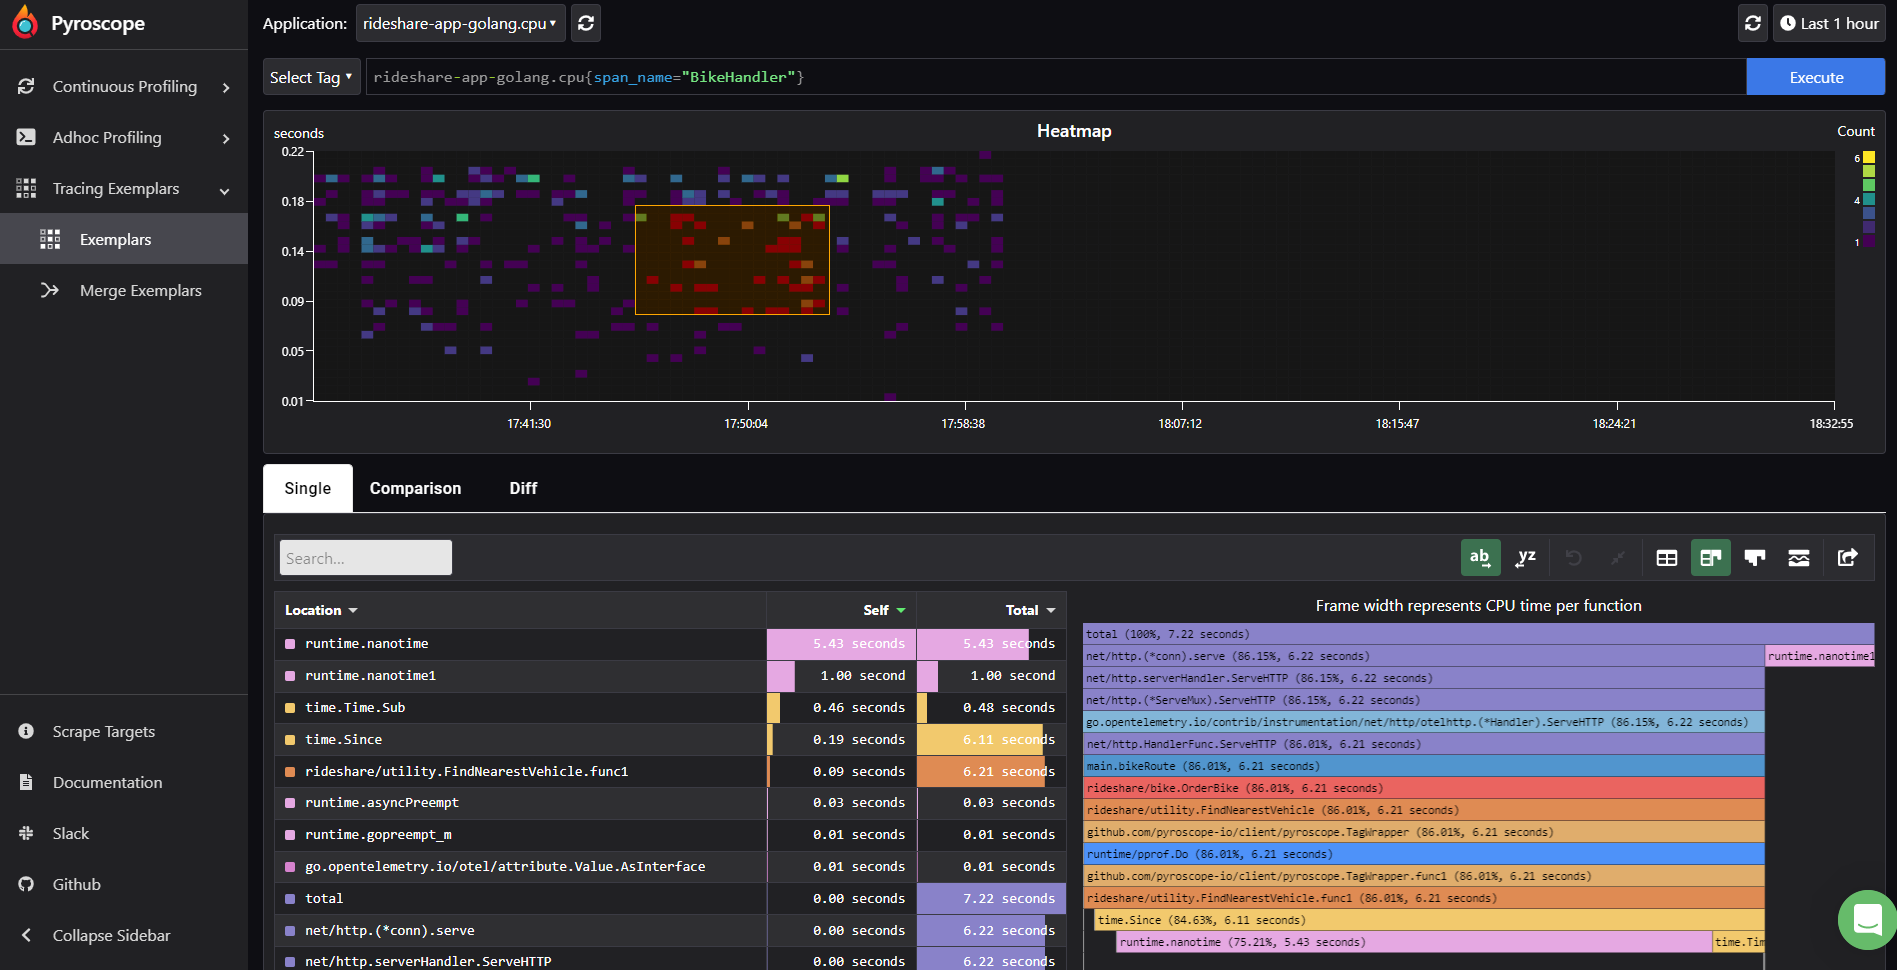 Pyroscope
Application: rideshare-app-golang.cpu
Last 1 hour
Select Tag
rideshare-app-golang.cpu{span_name="BikeHandler"}
Execute
Continuous Profiling
Adhoc Profiling
Tracing Exemplars
Exemplars
Merge Exemplars
Scrape Targets
Documentation
Slack
Github
Collapse Sidebar
seconds
Heatmap
Count
0.22
0.18
0.14
0.09
0.05
0.01
6
4
1
17:41:30 17:50:04 17:58:38 18:07:12 18:15:47 18:24:21 18:32:55
Single Comparison Diff
Search...
ab yz
Location Self Total
runtime.nanotime 5.43 seconds 5.43 seconds
runtime.nanotime1 1.00 second 1.00 second
time.Time.Sub 0.46 seconds 0.48 seconds
time.Since 0.19 seconds 6.11 seconds
rideshare/utility.FindNearestVehicle.func1 0.09 seconds 6.21 seconds
runtime.asyncPreempt 0.03 seconds 0.03 seconds
runtime.gopreempt_m 0.01 seconds 0.01 seconds
go.opentelemetry.io/otel/attribute.Value.AsInterface 0.01 seconds 0.01 seconds
total 0.00 seconds 7.22 seconds
net/http.(*conn).serve 0.00 seconds 6.22 seconds
net/http.serverHandler.ServeHTTP 0.00 seconds 6.22 seconds
Frame width represents CPU time per function
total (100%, 7.22 seconds)
net/http.(*conn).serve (86.15%, 6.22 seconds) runtime.nanotime1
net/http.serverHandler.ServeHTTP (86.15%, 6.22 seconds)
net/http.(*ServeMux).ServeHTTP (86.15%, 6.22 seconds)
go.opentelemetry.io/contrib/instrumentation/net/http/otelhttp.(*Handler).ServeHTTP (86.15%, 6.22 seconds)
net/http.HandlerFunc.ServeHTTP (86.01%, 6.21 seconds)
main.bikeRoute (86.01%, 6.21 seconds)
rideshare/bike.OrderBike (86.01%, 6.21 seconds)
rideshare/utility.FindNearestVehicle (86.01%, 6.21 seconds)
github.com/pyroscope-io/client/pyroscope.TagWrapper (86.01%, 6.21 seconds)
runtime/pprof.Do (86.01%, 6.21 seconds)
github.com/pyroscope-io/client/pyroscope.TagWrapper.func1 (86.01%, 6.21 seconds)
rideshare/utility.FindNearestVehicle.func1 (86.01%, 6.21 seconds)
time.Since (84.63%, 6.11 seconds)
runtime.nanotime (75.21%, 5.43 seconds) time.Tim